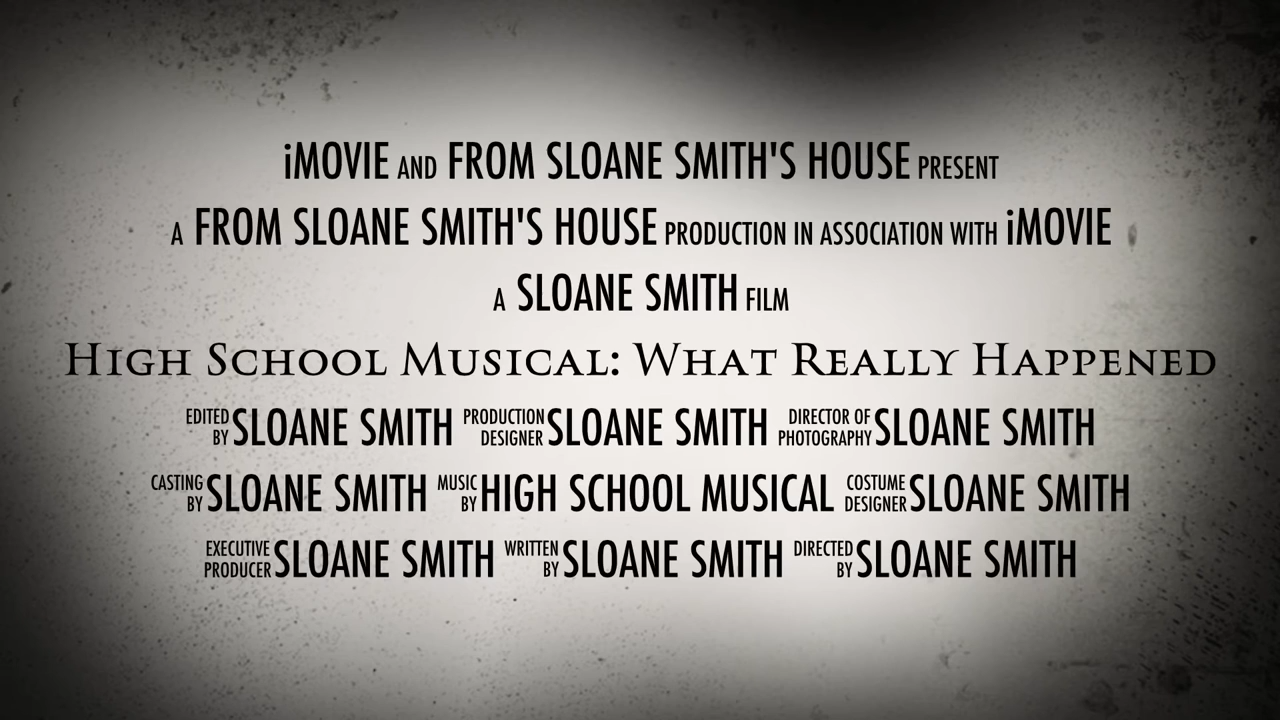 iMOVIE AND FROM SLOANE SMITH'S HOUSE PRESENT
A FROM SLOANE SMITH'S HOUSE PRODUCTION IN ASSOCIATION WITH iMOVIE
A SLOANE SMITH FILM
HIGH SCHOOL MUSICAL: WHAT REALLY HAPPENED
EDITED BY SLOANE SMITH PRODUCTION DESIGNER SLOANE SMITH DIRECTOR OF PHOTOGRAPHY SLOANE SMITH
CASTING BY SLOANE SMITH MUSIC BY HIGH SCHOOL MUSICAL COSTUME DESIGNER SLOANE SMITH
EXECUTIVE PRODUCER SLOANE SMITH WRITTEN BY SLOANE SMITH DIRECTED BY SLOANE SMITH